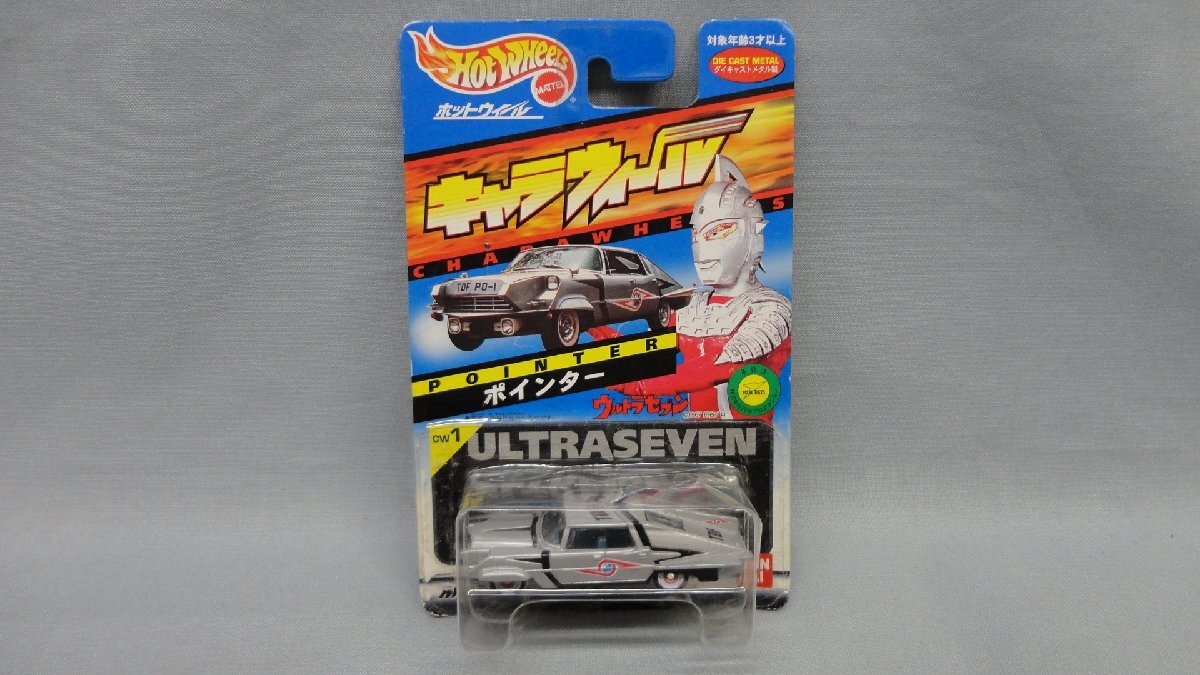 Hot Wheels
MATTEL
ホットウィール
対象年齢3才以上
DIE CAST METAL
ダイキャストメタル製
キャラウィール
CHARAWHEELS
TDF PO-1
POINTER
ポインター
ウルトラセブン
CW1
ULTRASEVEN